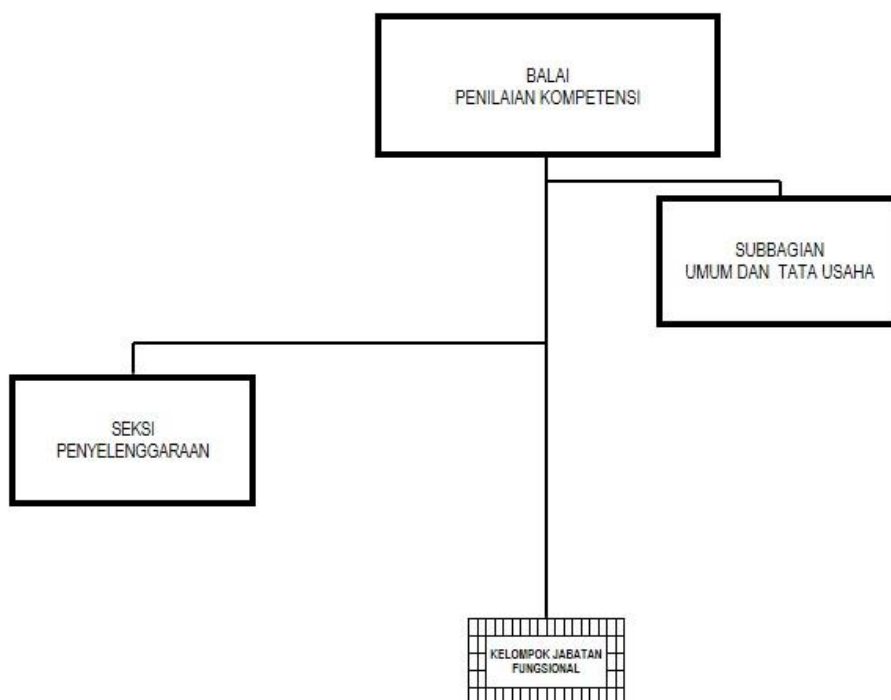 BALAI
PENILAIAN KOMPETENSI
SUBBAGIAN
UMUM DAN TATA USAHA
SEKSI
PENYELENGGARAAN
KELOMPOK JABATAN
FUNGSIONAL